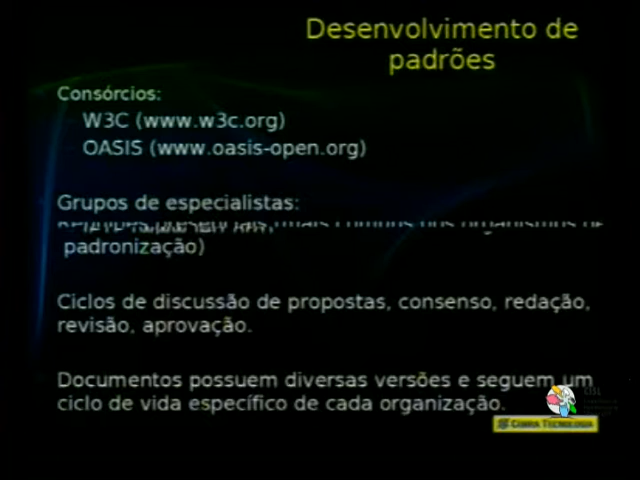 Desenvolvimento de
padrões
Consórcios:
W3C (www.w3c.org)
OASIS (www.oasis-open.org)
Grupos de especialistas:
padronização)
Ciclos de discussão de propostas, consenso, redação,
revisão, aprovação.
Documentos possuem diversas versões e seguem um
ciclo de vida específico de cada organização.
Cobra Tecnologia